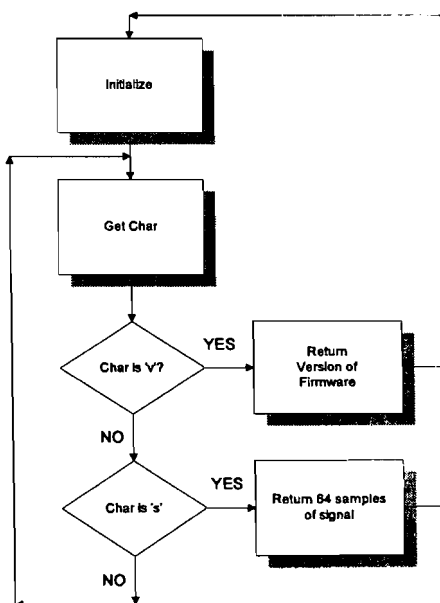 Initialize
Get Char
Char is 'v'?
YES
Return
Version of
Firmware
NO
Char is 's'
YES
Return 64 samples
of signal
NO